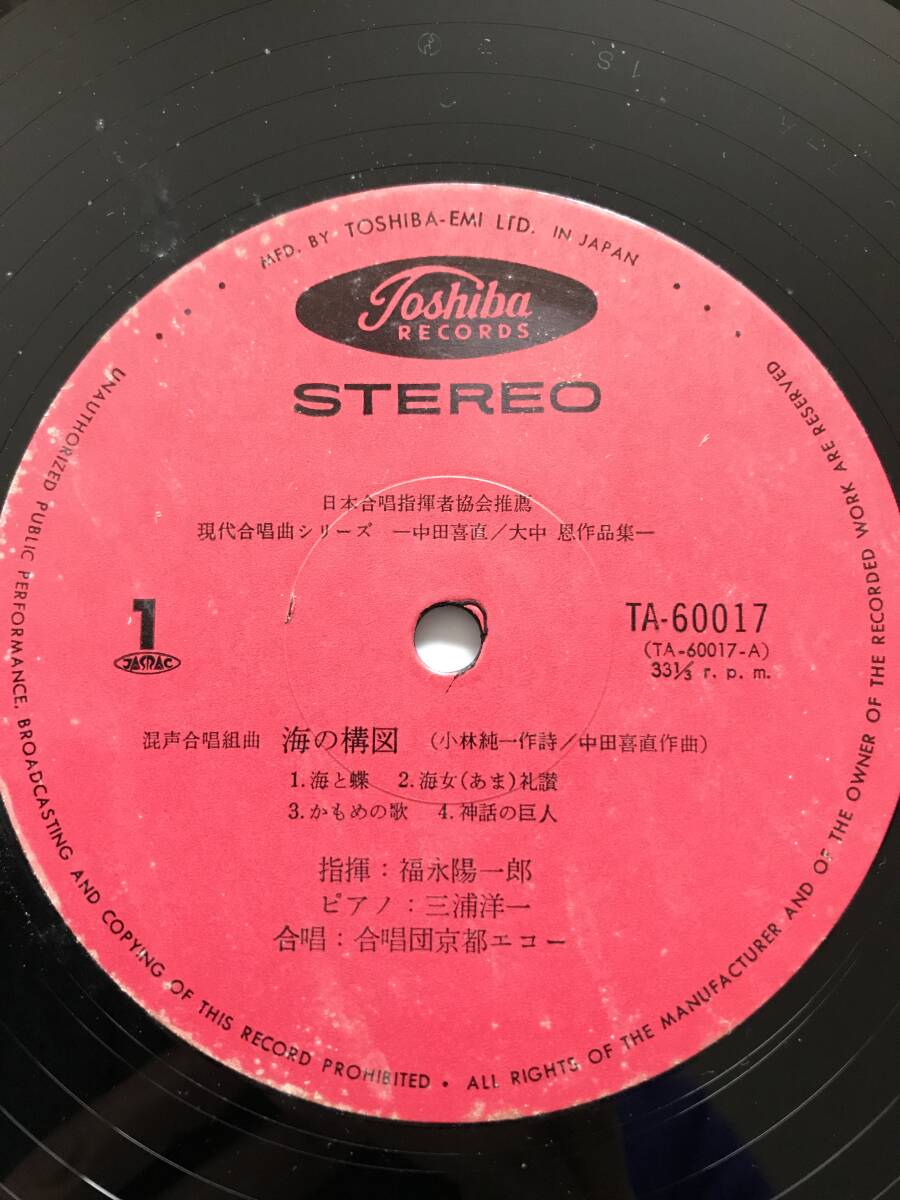 MFD. BY TOSHIBA-EMI LTD. IN JAPAN
Toshiba
RECORDS
STEREO
日本合唱指揮者協会推薦
現代合唱曲シリーズ ―中田喜直/大中 恩作品集―
1
JASRAC
TA-60017
(TA-60017-A)
33⅓ r. p. m.
混声合唱組曲 海の構図 (小林純一作詩/中田喜直作曲)
1.海と蝶 2.海女(あま)礼讃
3.かもめの歌 4.神話の巨人
指揮:福永陽一郎
ピアノ:三浦洋一
合唱:合唱団京都エコー
UNAUTHORIZED PUBLIC PERFORMANCE, BROADCASTING AND COPYING OF THIS RECORD PROHIBITED • ALL RIGHTS OF THE MANUFACTURER AND OF THE OWNER OF THE RECORDED WORK ARE RESERVED
1 S